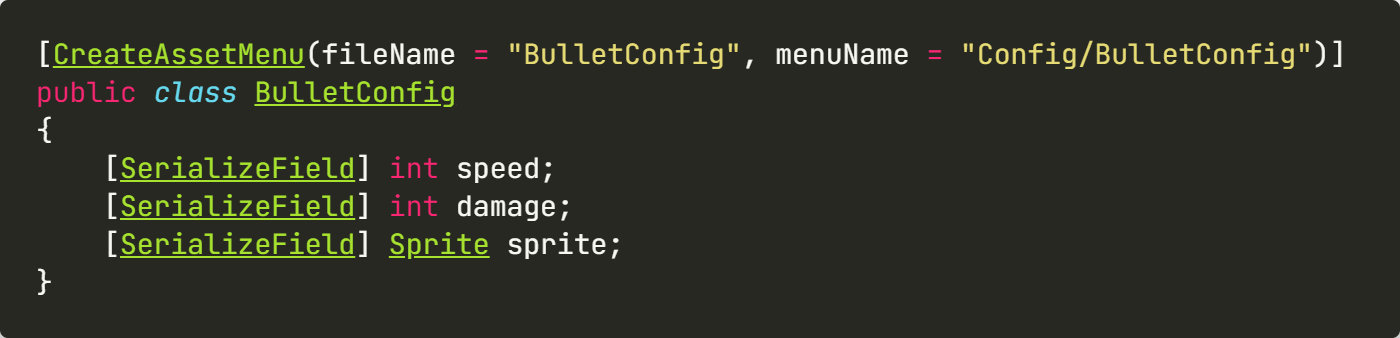 [CreateAssetMenu(fileName = "BulletConfig", menuName = "Config/BulletConfig")]
public class BulletConfig
{
    [SerializeField] int speed;
    [SerializeField] int damage;
    [SerializeField] Sprite sprite;
}